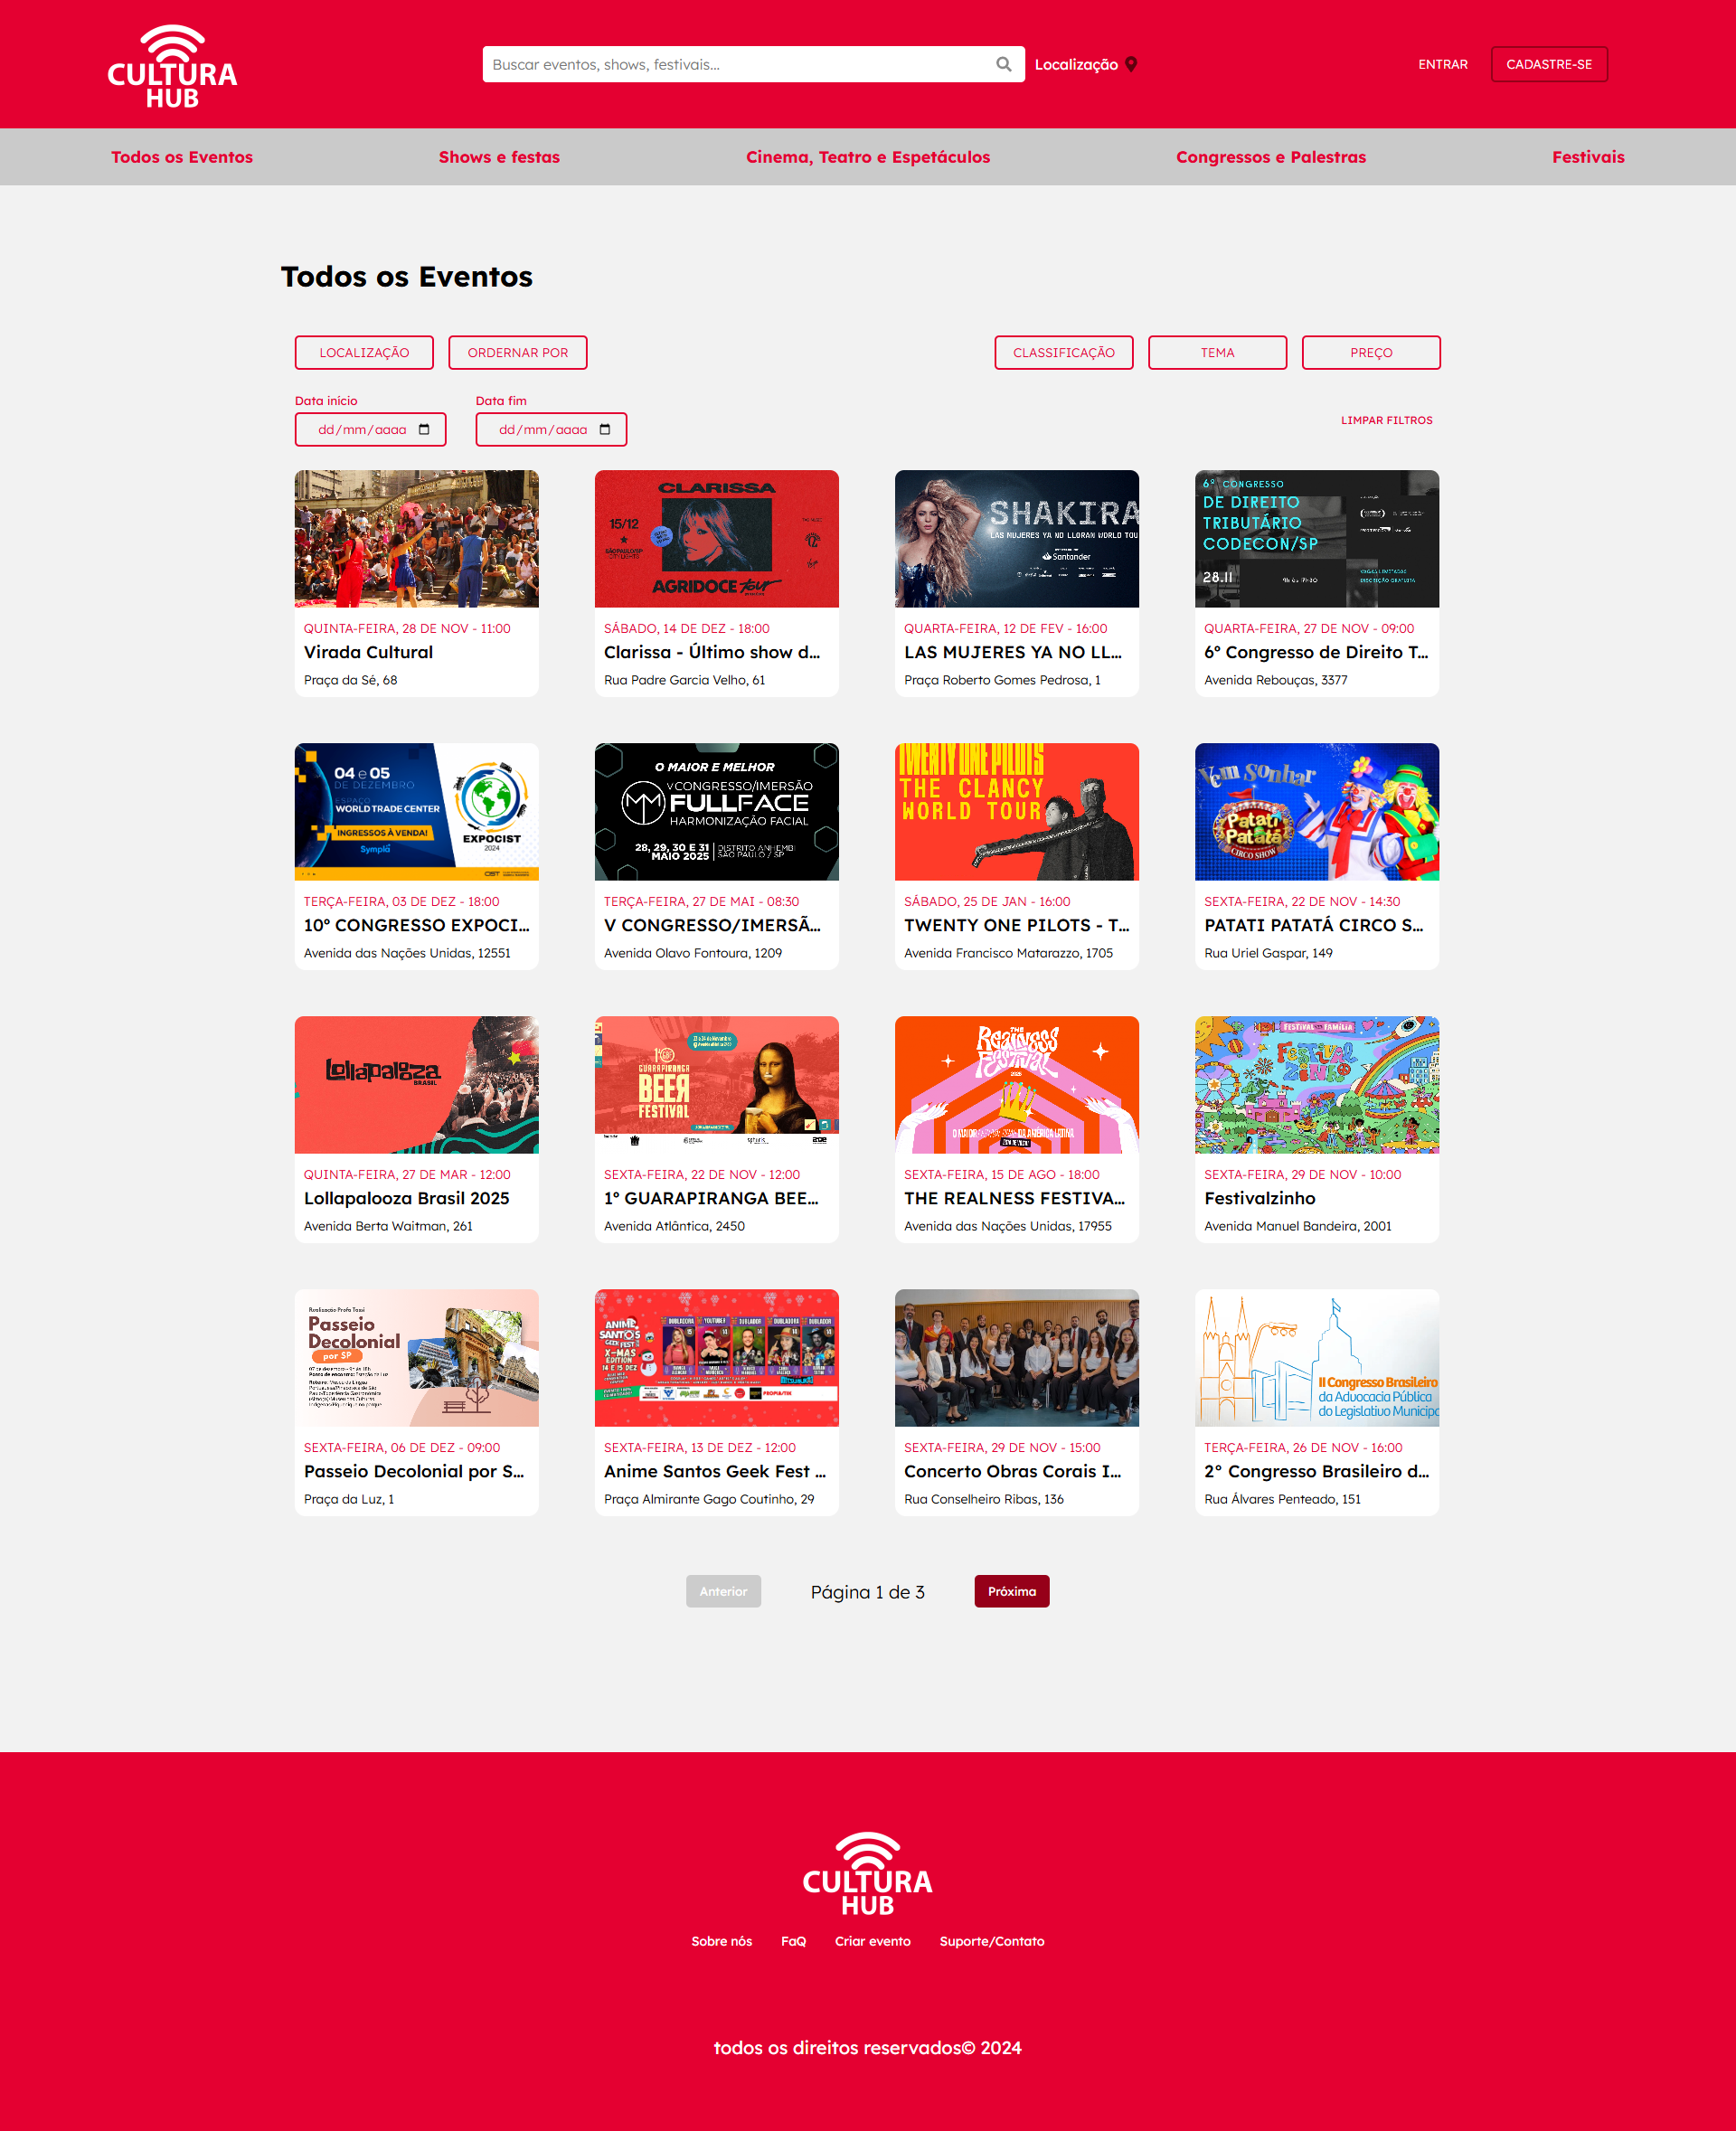 CULTURA
HUB
Buscar eventos, shows, festivais...
Localização
ENTRAR
CADASTRE-SE
Todos os Eventos
Shows e festas
Cinema, Teatro e Espetáculos
Congressos e Palestras
Festivais
Todos os Eventos
LOCALIZAÇÃO
ORDERNAR POR
CLASSIFICAÇÃO
TEMA
PREÇO
Data início
Data fim
dd/mm/aaaa
dd/mm/aaaa
LIMPAR FILTROS
QUINTA-FEIRA, 28 DE NOV - 11:00
Virada Cultural
Praça da Sé, 68
CLARISSA
15/12
SÃO PAULO/SP
AGRIDOCE tour
SÁBADO, 14 DE DEZ - 18:00
Clarissa - Último show d...
Rua Padre Garcia Velho, 61
SHAKIRA
LAS MUJERES YA NO LLORAN WORLD TOU
Santander
QUARTA-FEIRA, 12 DE FEV - 16:00
LAS MUJERES YA NO LL...
Praça Roberto Gomes Pedrosa, 1
6º CONGRESSO
DE DIREITO
TRIBUTÁRIO
CODECON/SP
28.11
QUARTA-FEIRA, 27 DE NOV - 09:00
6º Congresso de Direito T...
Avenida Rebouças, 3377
04 e 05
DE DEZEMBRO
ESPAÇO
WORLD TRADE CENTER
INGRESSOS À VENDA!
Sympla
EXPOCIST
2024
TERÇA-FEIRA, 03 DE DEZ - 18:00
10º CONGRESSO EXPOCI...
Avenida das Nações Unidas, 12551
O MAIOR E MELHOR
V CONGRESSO/IMERSÃO
FULLFACE
HARMONIZAÇÃO FACIAL
28, 29, 30 E 31
MAIO 2025
DISTRITO ANHEMBI
SÃO PAULO / SP
TERÇA-FEIRA, 27 DE MAI - 08:30
V CONGRESSO/IMERSÃ...
Avenida Olavo Fontoura, 1209
TWENTY ONE PILOTS
THE CLANCY
WORLD TOUR
SÁBADO, 25 DE JAN - 16:00
TWENTY ONE PILOTS - T...
Avenida Francisco Matarazzo, 1705
Vem Sonhar
Patati
Patatá
CIRCO SHOW
SEXTA-FEIRA, 22 DE NOV - 14:30
PATATI PATATÁ CIRCO S...
Rua Uriel Gaspar, 149
Lollapalooza
BRASIL
QUINTA-FEIRA, 27 DE MAR - 12:00
Lollapalooza Brasil 2025
Avenida Berta Waitman, 261
GUARAPIRANGA
BEER
FESTIVAL
SEXTA-FEIRA, 22 DE NOV - 12:00
1º GUARAPIRANGA BEE...
Avenida Atlântica, 2450
THE
Realness
Festival
SEXTA-FEIRA, 15 DE AGO - 18:00
THE REALNESS FESTIVA...
Avenida das Nações Unidas, 17955
FESTIVAL
FAMÍLIA
FESTIVAL
ZINHO
SEXTA-FEIRA, 29 DE NOV - 10:00
Festivalzinho
Avenida Manuel Bandeira, 2001
Passeio
Decolonial
por SP
SEXTA-FEIRA, 06 DE DEZ - 09:00
Passeio Decolonial por S...
Praça da Luz, 1
ANIME
SANTOS
GEEK FEST
X-MAS
EDITION
14 E 15 DEZ
SEXTA-FEIRA, 13 DE DEZ - 12:00
Anime Santos Geek Fest ...
Praça Almirante Gago Coutinho, 29
SEXTA-FEIRA, 29 DE NOV - 15:00
Concerto Obras Corais I...
Rua Conselheiro Ribas, 136
II Congresso Brasileiro
da Advocacia Pública
do Legislativo Municipa
TERÇA-FEIRA, 26 DE NOV - 16:00
2° Congresso Brasileiro d...
Rua Álvares Penteado, 151
Anterior
Página 1 de 3
Próxima
CULTURA
HUB
Sobre nós
FaQ
Criar evento
Suporte/Contato
todos os direitos reservados© 2024